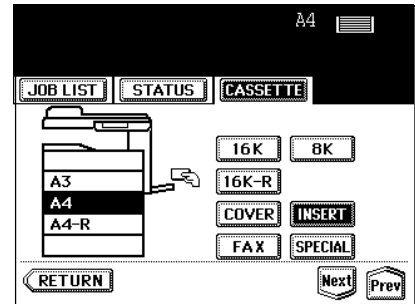 A4
JOB LIST STATUS CASSETTE
16K 8K
A3 16K-R
A4 COVER INSERT
A4-R
FAX SPECIAL
RETURN Next Prev